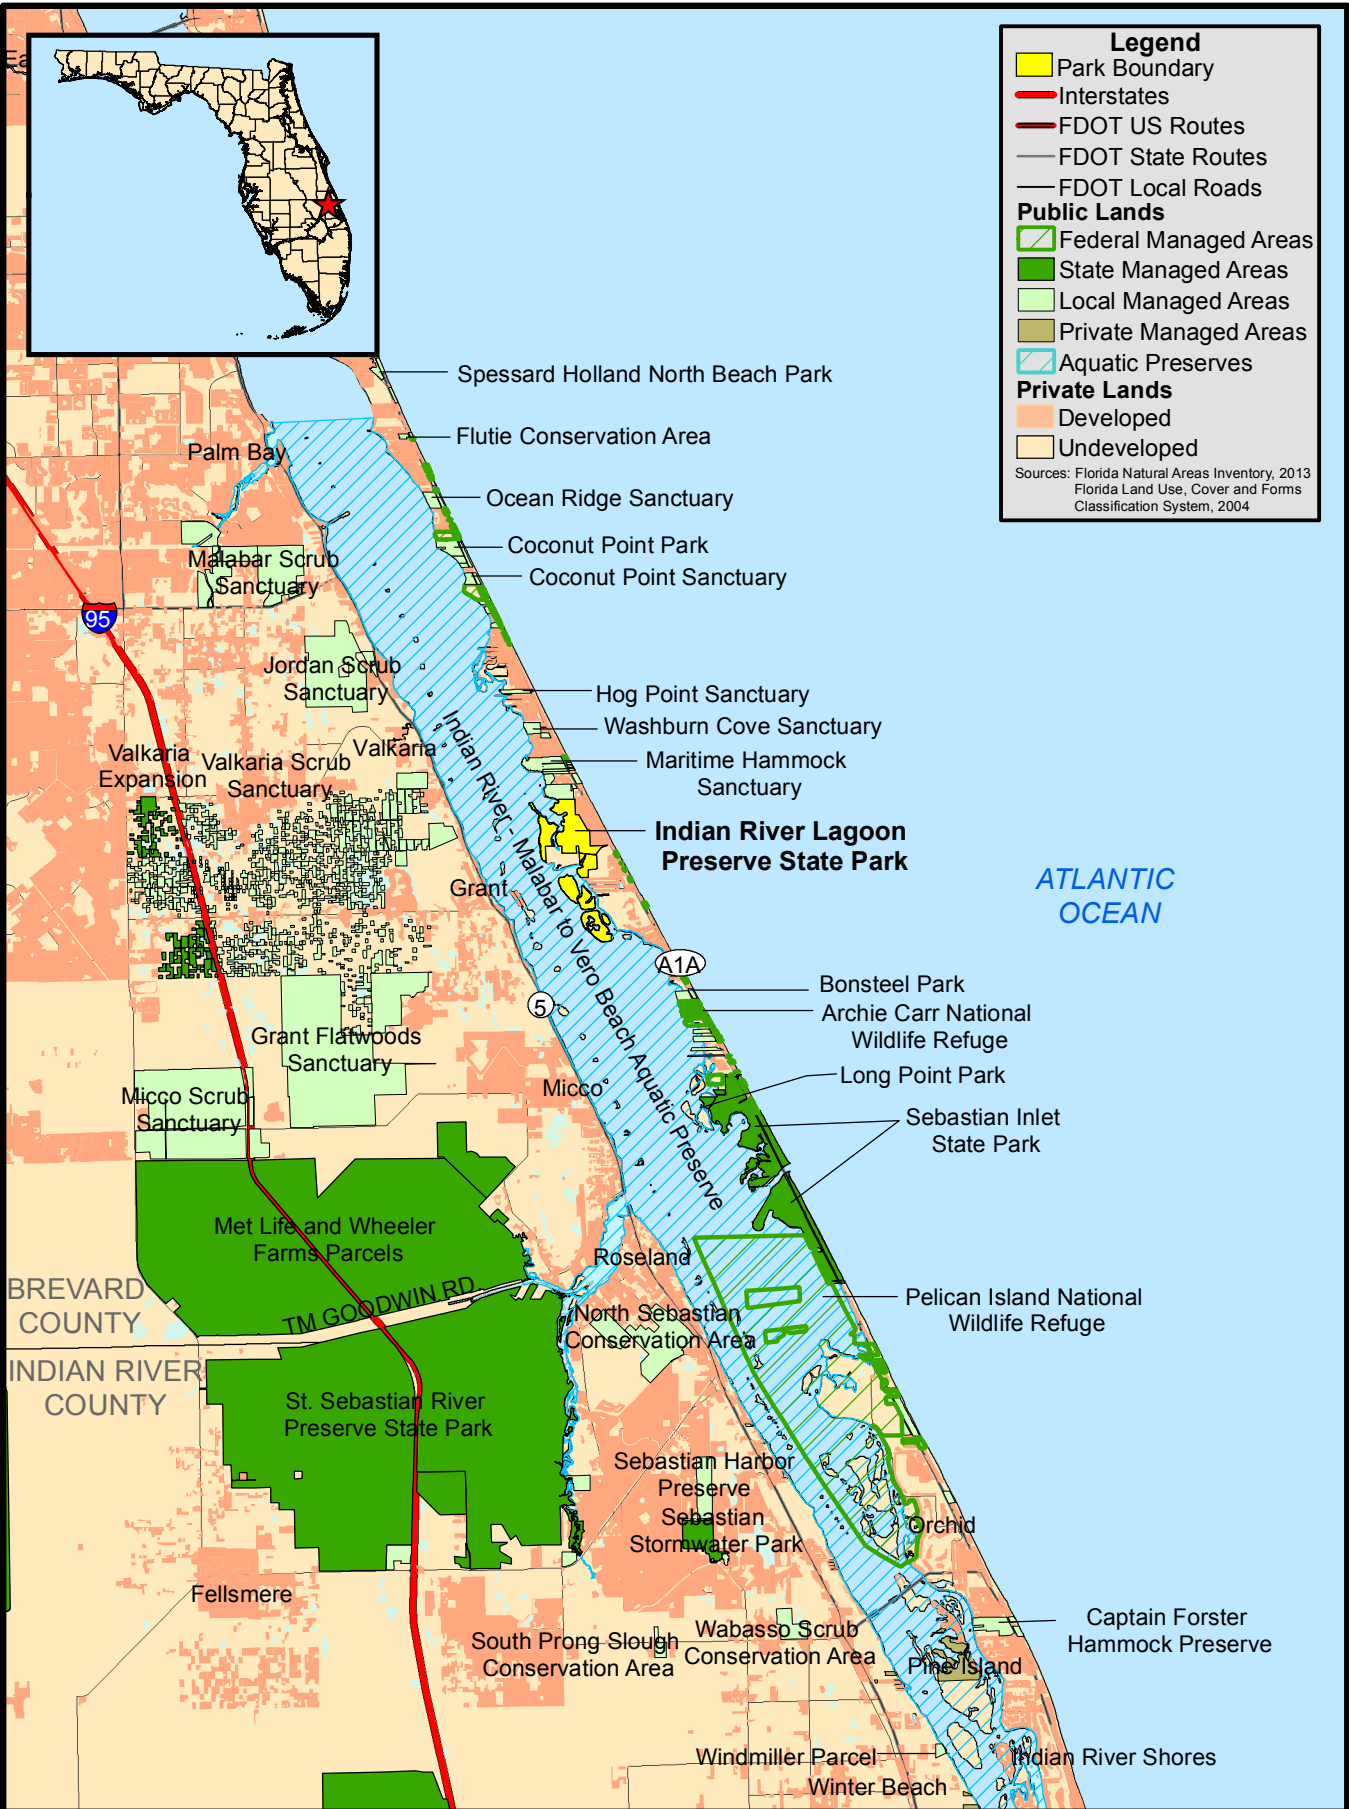 Legend
Park Boundary
Interstates
FDOT US Routes
FDOT State Routes
FDOT Local Roads
Public Lands
Federal Managed Areas
State Managed Areas
Local Managed Areas
Private Managed Areas
Aquatic Preserves
Private Lands
Developed
Undeveloped
Sources: Florida Natural Areas Inventory, 2013
Florida Land Use, Cover and Forms
Classification System, 2004
Spessard Holland North Beach Park
Flutie Conservation Area
Palm Bay
Ocean Ridge Sanctuary
Coconut Point Park
Malabar Scrub
Sanctuary
Coconut Point Sanctuary
95
Jordan Scrub
Sanctuary
Hog Point Sanctuary
Washburn Cove Sanctuary
Valkaria
Valkaria
Expansion
Valkaria Scrub
Sanctuary
Maritime Hammock
Sanctuary
Indian River - Malabar to Vero Beach Aquatic Preserve
Indian River Lagoon
Preserve State Park
Grant
ATLANTIC
OCEAN
A1A
5
Bonsteel Park
Archie Carr National
Wildlife Refuge
Grant Flatwoods
Sanctuary
Long Point Park
Micco
Micco Scrub
Sanctuary
Sebastian Inlet
State Park
Met Life and Wheeler
Farms Parcels
Roseland
BREVARD
COUNTY
TM GOODWIN RD
North Sebastian
Conservation Area
Pelican Island National
Wildlife Refuge
INDIAN RIVER
COUNTY
St. Sebastian River
Preserve State Park
Sebastian Harbor
Preserve
Sebastian
Stormwater Park
Orchid
Fellsmere
South Prong Slough
Conservation Area
Wabasso Scrub
Conservation Area
Captain Forster
Hammock Preserve
Pine Island
Windmiller Parcel
Indian River Shores
Winter Beach